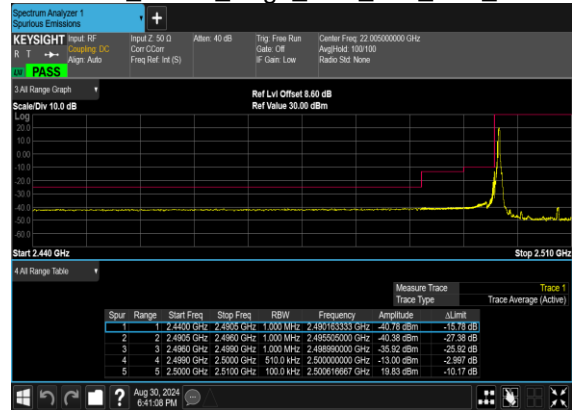 Spectrum Analyzer 1
Spurious Emissions
+
KEYSIGHT Input: RF Input Z: 50 Ω Atten: 40 dB Trig: Free Run Center Freq: 22.005000000 GHz
R T Coupling: DC Corr CCorr Gate: Off Avg|Hold: 100/100
Align: Auto Freq Ref: Int (S) IF Gain: Low Radio Std: None
LW PASS
3 All Range Graph
Ref Lvl Offset 8.60 dB
Scale/Div 10.0 dB Ref Value 30.00 dBm
Log
20.0
10.0
0.00
-10.0
-20.0
-30.0
-40.0
-50.0
-60.0
Start 2.440 GHz Stop 2.510 GHz
4 All Range Table
Measure Trace Trace 1
Trace Type Trace Average (Active)
Spur Range Start Freq Stop Freq RBW Frequency Amplitude ΔLimit
1 1 2.4400 GHz 2.4905 GHz 1.000 MHz 2.490163333 GHz -40.78 dBm -15.78 dB
2 2 2.4905 GHz 2.4960 GHz 1.000 MHz 2.495505000 GHz -40.38 dBm -27.38 dB
3 3 2.4960 GHz 2.4990 GHz 1.000 MHz 2.498990000 GHz -35.92 dBm -25.92 dB
4 4 2.4960 GHz 2.5000 GHz 510.0 kHz 2.500000000 GHz -13.00 dBm -2.997 dB
5 5 2.5000 GHz 2.5100 GHz 100.0 kHz 2.500616667 GHz 19.83 dBm -10.17 dB
? Aug 30, 2024
6:41:08 PM